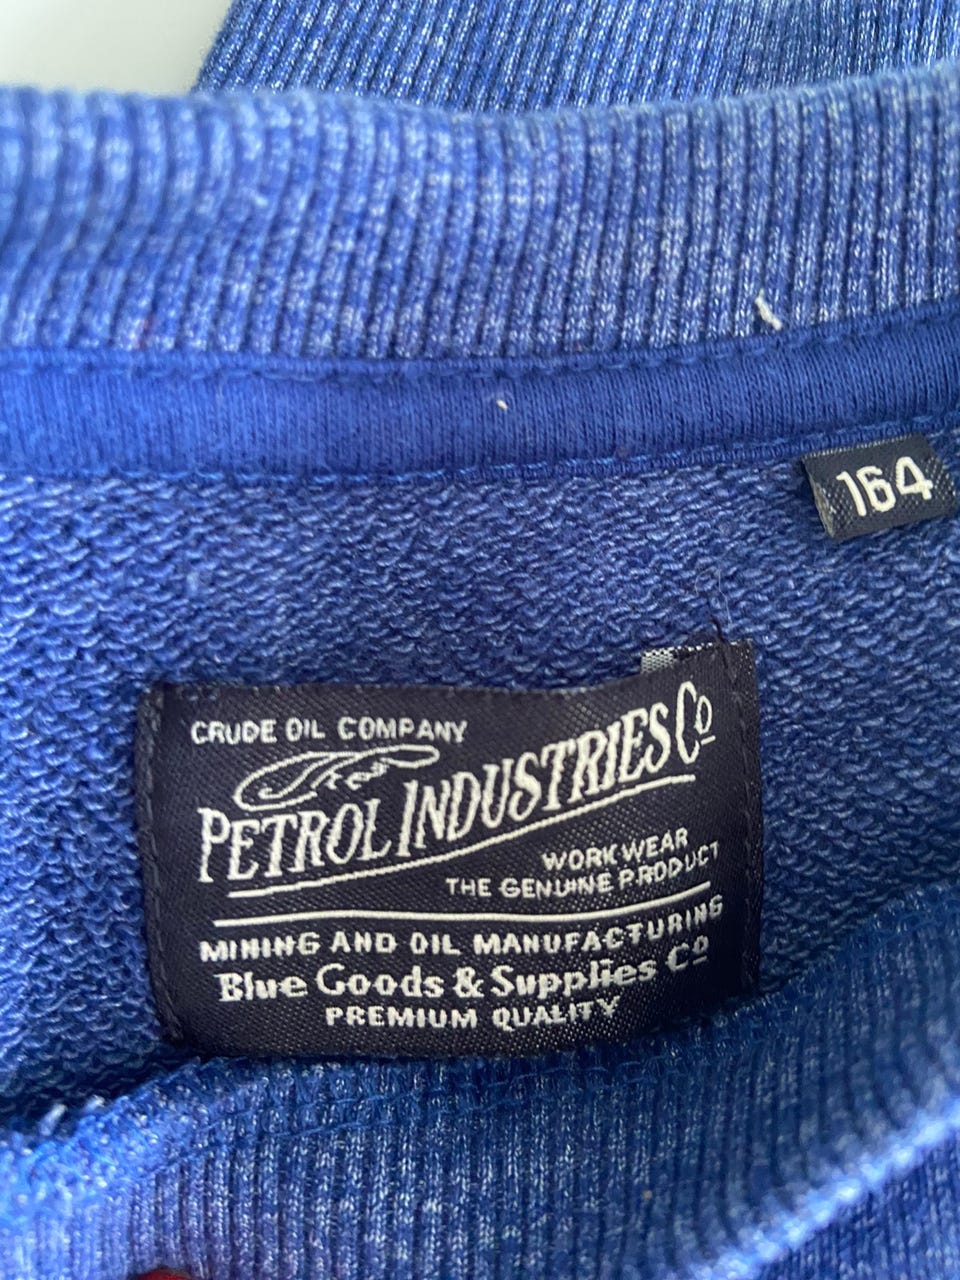 164
CRUDE OIL COMPANY
PETROL INDUSTRIES Co
WORKWEAR
THE GENUINE PRODUCT
MINING AND OIL MANUFACTURING
Blue Goods & Supplies Co
PREMIUM QUALITY